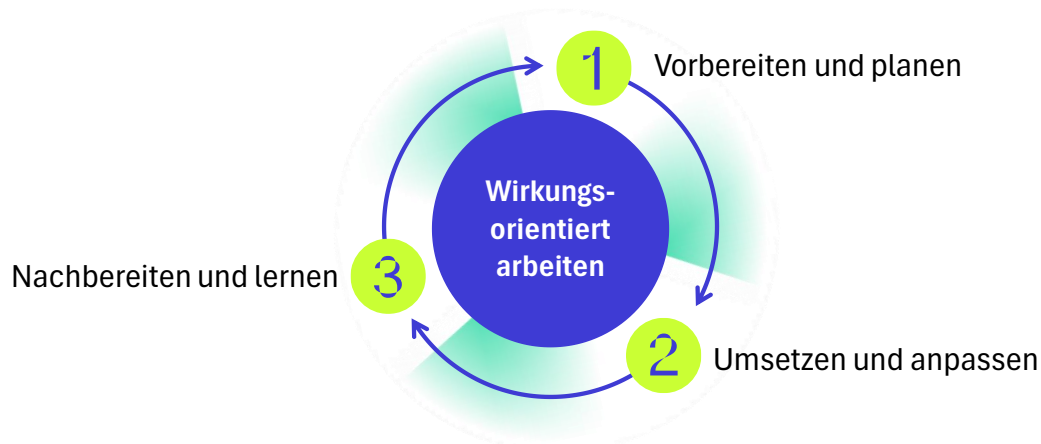 1
Vorbereiten und planen
Wirkungs-
orientiert
arbeiten
2
Umsetzen und anpassen
3
Nachbereiten und lernen